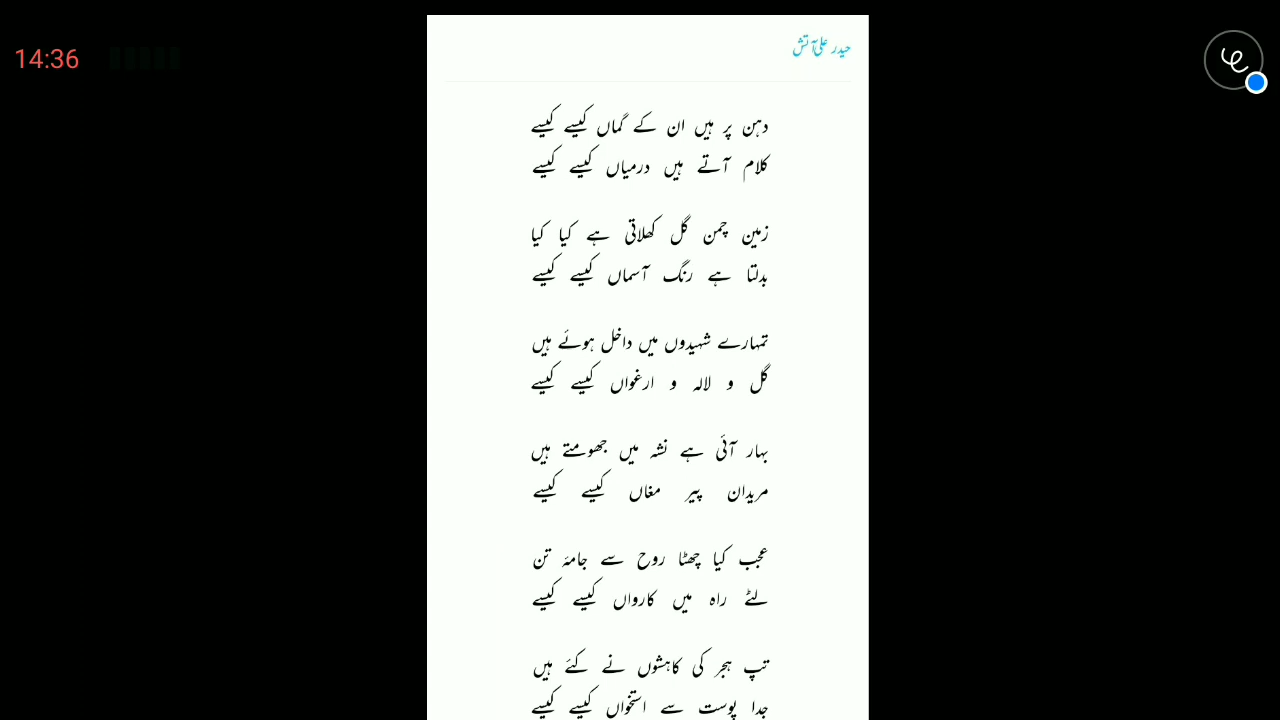 14:36
حیدر علی آتش
دہن پر ہیں ان کے گماں کیسے کیسے
کلام آتے ہیں درمیاں کیسے کیسے
زمین چمن گل کھلاتی ہے کیا کیا
بدلتا ہے رنگ آسماں کیسے کیسے
تمہارے شہیدوں میں داخل ہوئے ہیں
گل و لالہ و ارغواں کیسے کیسے
بہار آئی ہے نشہ میں جھومتے ہیں
مریدان پیر مغاں کیسے کیسے
عجب کیا چھٹا روح سے جامۂ تن
لٹے راہ میں کارواں کیسے کیسے
تپ ہجر کی کاہشوں نے کئے ہیں
جدا پوست سے استخواں کیسے کیسے